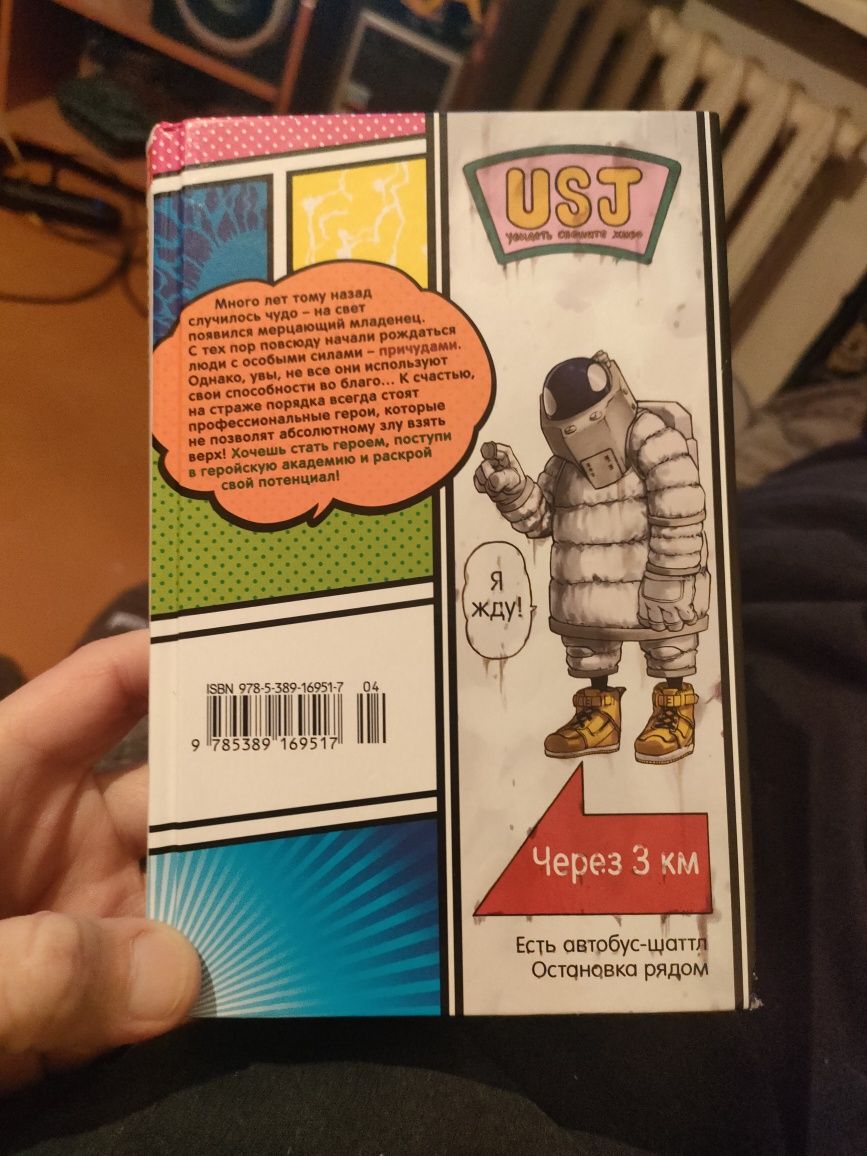 Много лет тому назад
случилось чудо – на свет
появился мерцающий младенец.
С тех пор повсюду начали рождаться
люди с особыми силами – причудами.
Однако, увы, не все они используют
свои способности во благо... К счастью,
на страже порядка всегда стоят
профессиональные герои, которые
не позволят абсолютному злу взять
верх! Хочешь стать героем, поступи
в геройскую академию и раскрой
свой потенциал!
ISBN 978-5-389-16951-7 04
9 785389 169517
USJ
увидеть спешите живо
Я
жду!
Через 3 км
Есть автобус-шаттл
Остановка рядом